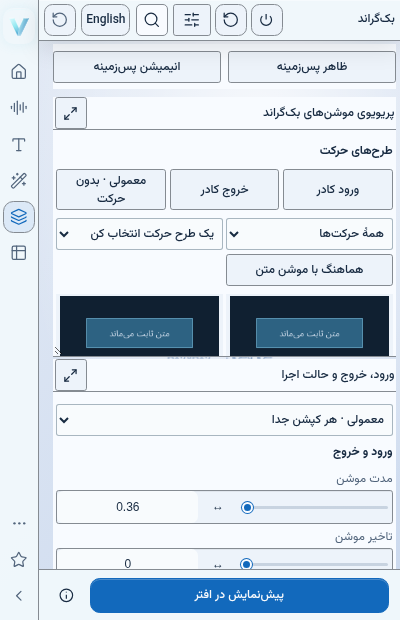 بک‌گراند
English
ظاهر پس‌زمینه
انیمیشن پس‌زمینه
پریویوی موشن‌های بک‌گراند
طرح‌های حرکت
ورود کادر
خروج کادر
معمولی · بدون
حرکت
همهٔ حرکت‌ها
یک طرح حرکت انتخاب کن
هماهنگ با موشن متن
متن ثابت می‌ماند
متن ثابت می‌ماند
ورود، خروج و حالت اجرا
معمولی · هر کپشن جدا
ورود و خروج
مدت موشن
0.36
تاخیر موشن
0
پیش‌نمایش در افتر